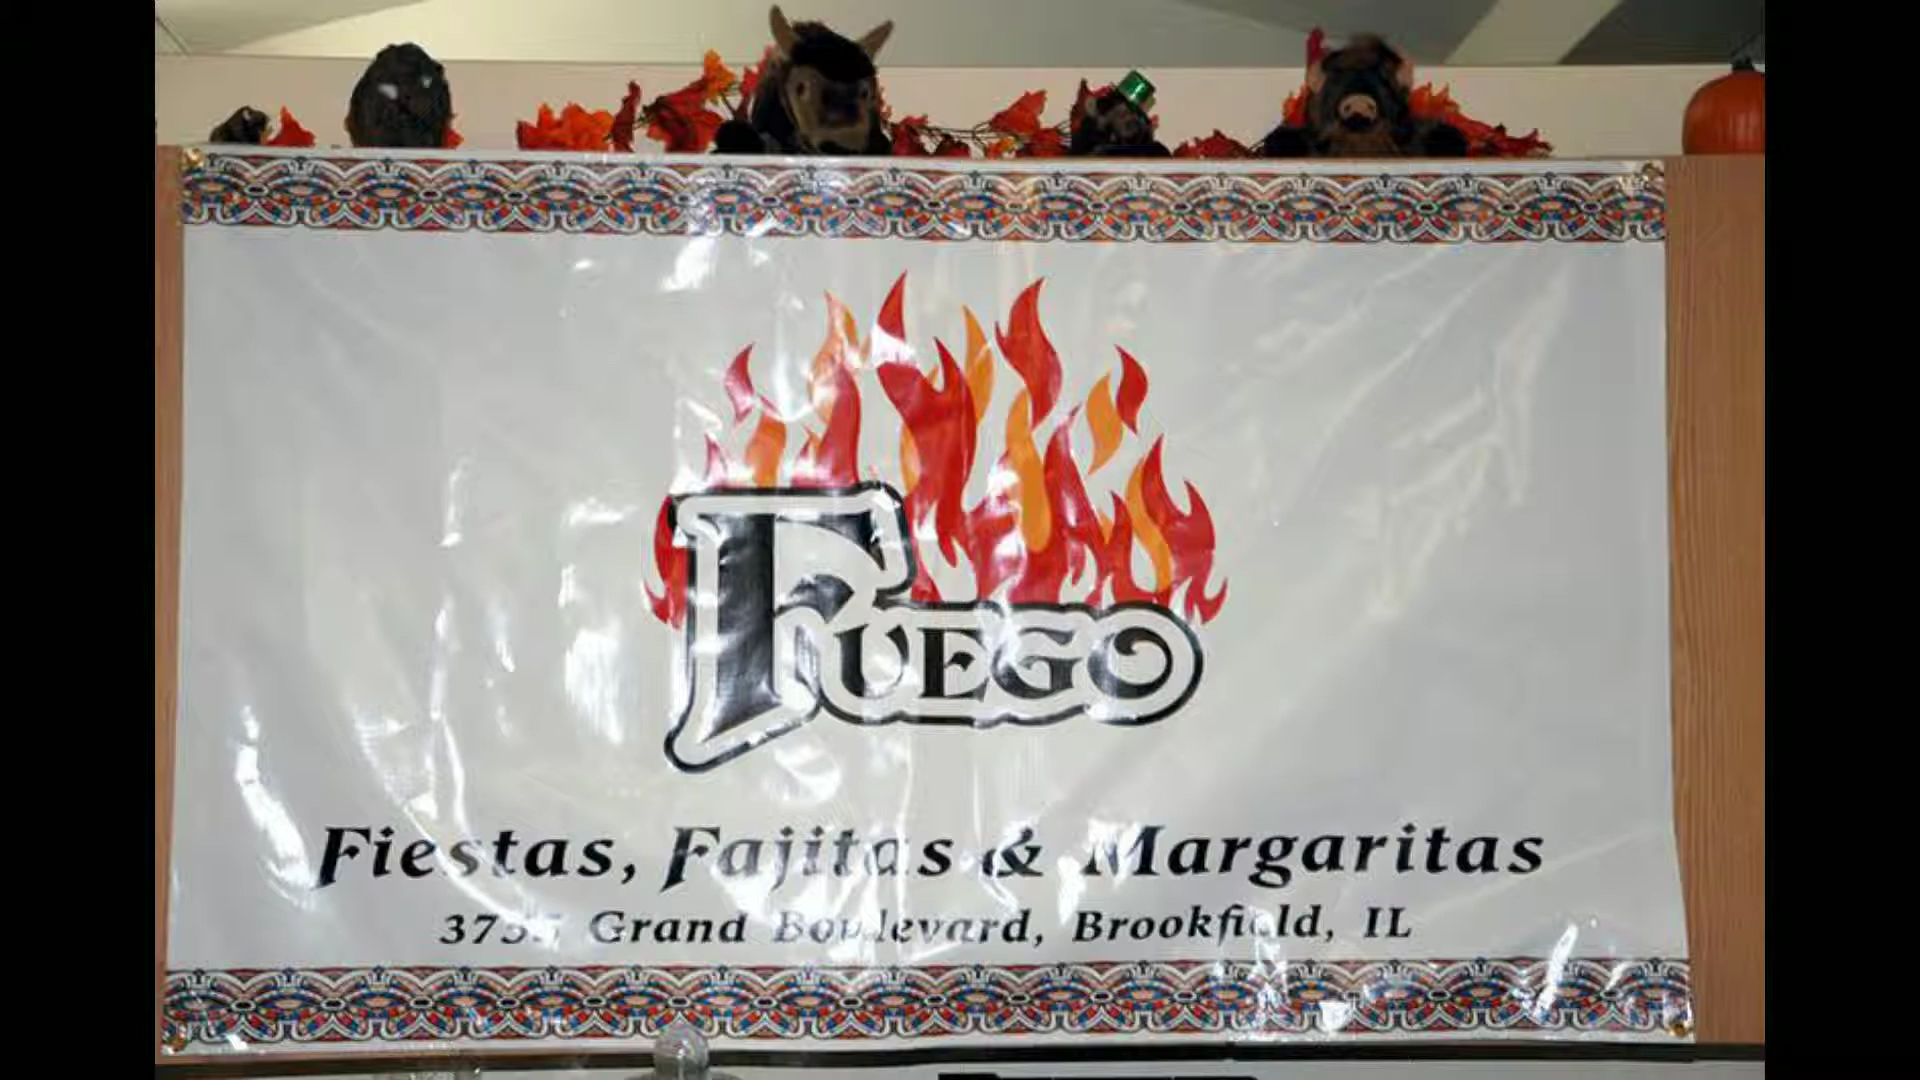 FUEGO
Fiestas, Fajitas & Margaritas
Grand Boulevard, Brookfield, IL